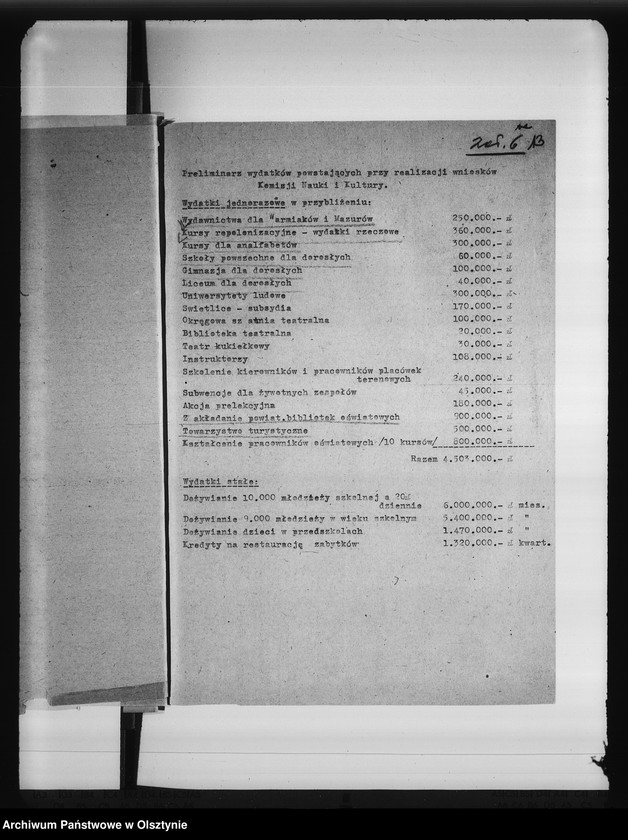 zał. 6
Preliminarz wydatków powstających przy realizacji wniosków
Komisji Nauki i Kultury.
Wydatki jednorazowe w przybliżeniu:
Wydawnictwa dla Warmiaków i Mazurów 250.000.- zł
Kursy repolonizacyjne - wydatki rzeczowe 360.000.- zł
Kursy dla analfabetów 300.000.- zł
Szkoły powszechne dla dorosłych 60.000.- zł
Gimnazja dla dorosłych 100.000.- zł
Liceum dla dorosłych 40.000.- zł
Uniwersytety ludowe 300.000.- zł
Świetlice - subsydia 170.000.- zł
Okręgowa szatnia teatralna 100.000.- zł
Biblioteka teatralna 20.000.- zł
Teatr kukiełkowy 30.000.- zł
Instruktorzy 108.000.- zł
Szkolenie kierowników i pracowników placówek
terenowych 240.000.- zł
Subwencje dla żywotnych zespołów 45.000.- zł
Akcja prelekcyjna 180.000.- zł
Zakładanie powiat.bibliotek oświatowych 900.000.- zł
Towarzystwo turystyczne 500.000.- zł
Kształcenie pracowników oświatowych /10 kursów/ 800.000.- zł
Razem 4.503.000.- zł
Wydatki stałe:
Dożywianie 10.000 młodzieży szkolnej a 20zł
dziennie 6.000.000.- zł mies.
Dożywianie 9.000 młodzieży w wieku szkolnym 5.400.000.- zł "
Dożywianie dzieci w przedszkolach 1.470.000.- zł "
Kredyty na restaurację zabytków 1.320.000.- zł kwart.
Archiwum Państwowe w Olsztynie